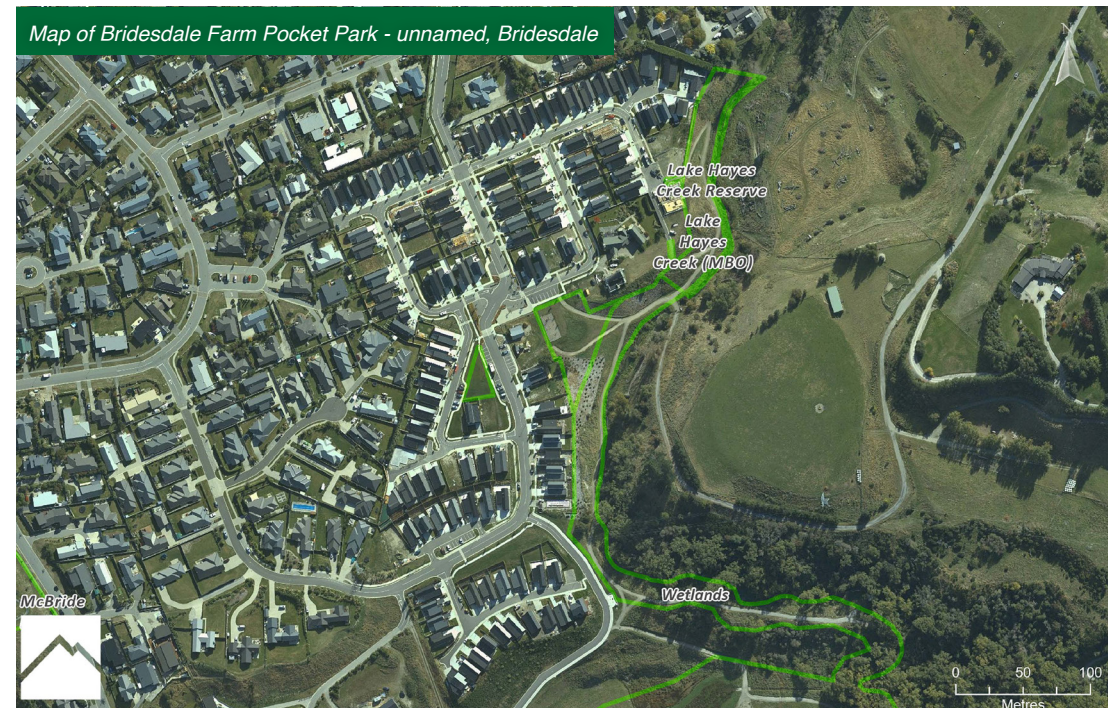 Map of Bridesdale Farm Pocket Park - unnamed, Bridesdale
Lake Hayes
Creek Reserve
Lake
Hayes
Creek (MBO)
McBride
Wetlands
0 50 100
Metres